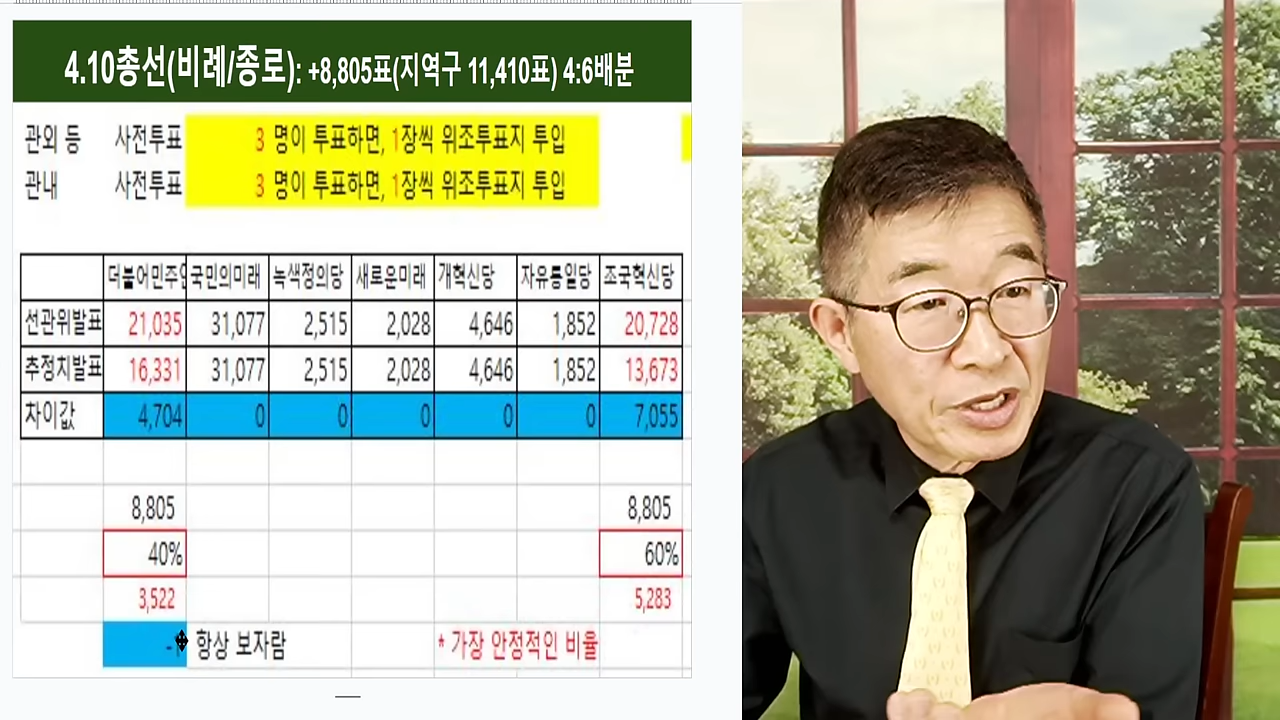 4.10총선(비례/종로): +8,805표(지역구 11,410표) 4:6배분
관외 등 사전투표 3 명이 투표하면, 1장씩 위조투표지 투입
관내 사전투표 3 명이 투표하면, 1장씩 위조투표지 투입
더불어민주연 국민의미래 녹색정의당 새로운미래 개혁신당 자유통일당 조국혁신당
선관위발표 21,035 31,077 2,515 2,028 4,646 1,852 20,728
추정치발표 16,331 31,077 2,515 2,028 4,646 1,852 13,673
차이값 4,704 0 0 0 0 0 7,055
8,805 8,805
40% 60%
3,522 5,283
항상 보자람 * 가장 안정적인 비율